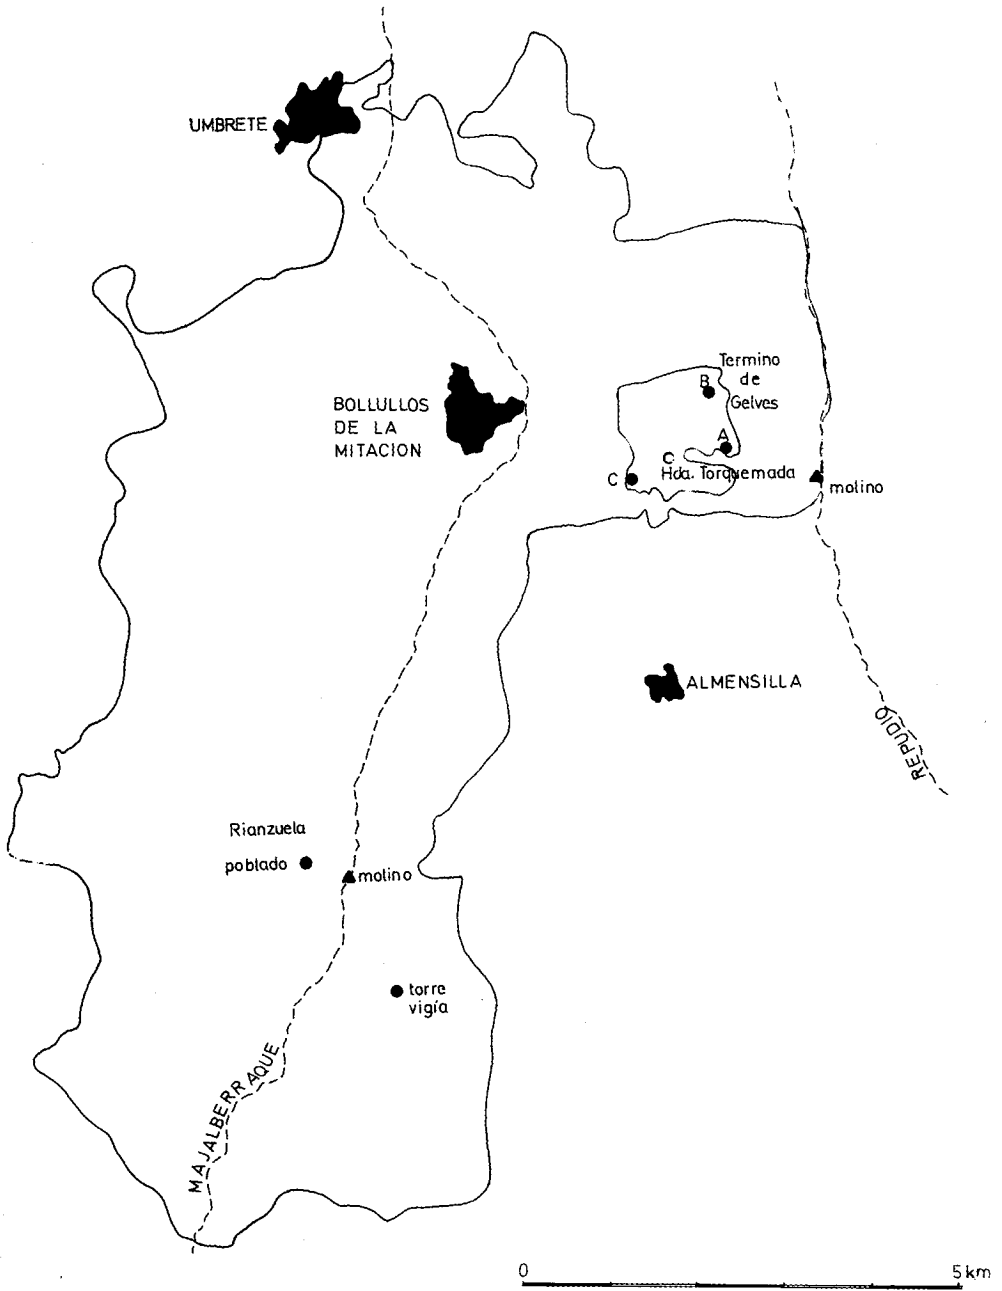 UMBRETE
Termino
de
Gelves
B
BOLLULLOS
DE LA
MITACION
A
C
C
Hda. Torquemada
molino
ALMENSILLA
REPUDIO
Rianzuela
poblado
molino
torre
vigía
MAJALBERRAQUE
0
5 km